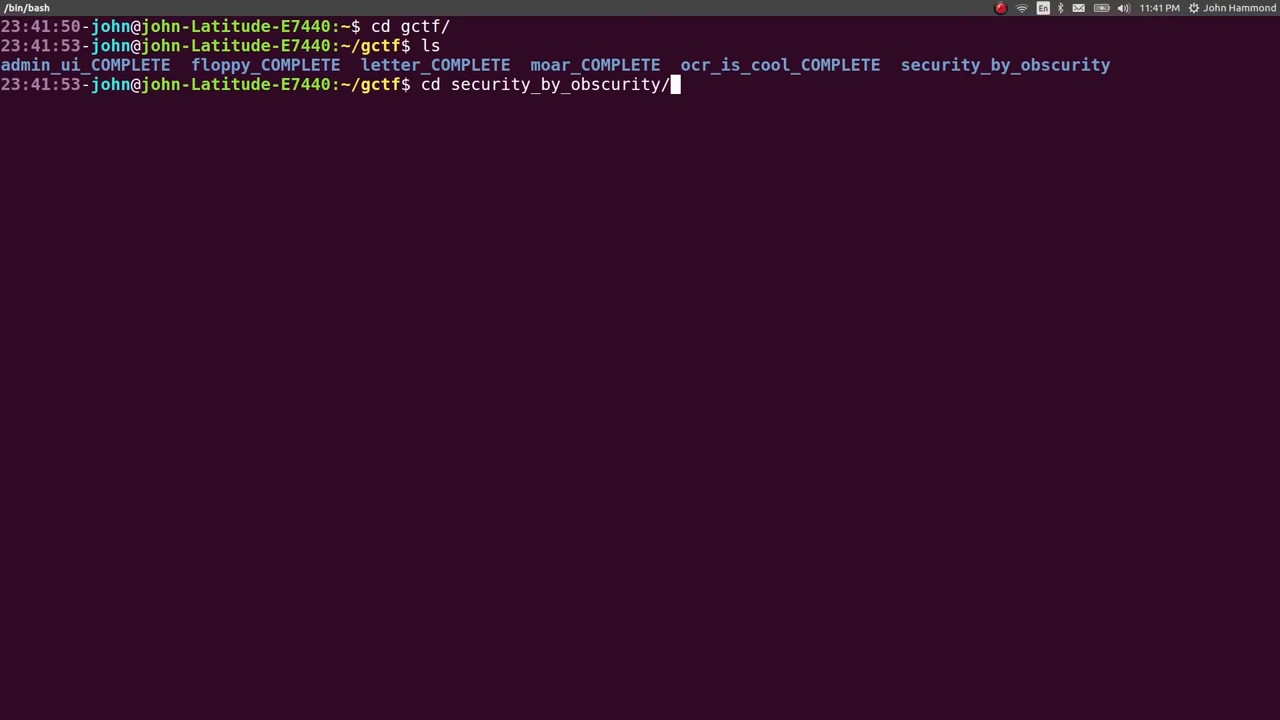 /bin/bash En 11:41 PM John Hammond
23:41:50-john@john-Latitude-E7440:~$ cd gctf/
23:41:53-john@john-Latitude-E7440:~/gctf$ ls
admin_ui_COMPLETE floppy_COMPLETE letter_COMPLETE moar_COMPLETE ocr_is_cool_COMPLETE security_by_obscurity
23:41:53-john@john-Latitude-E7440:~/gctf$ cd security_by_obscurity/